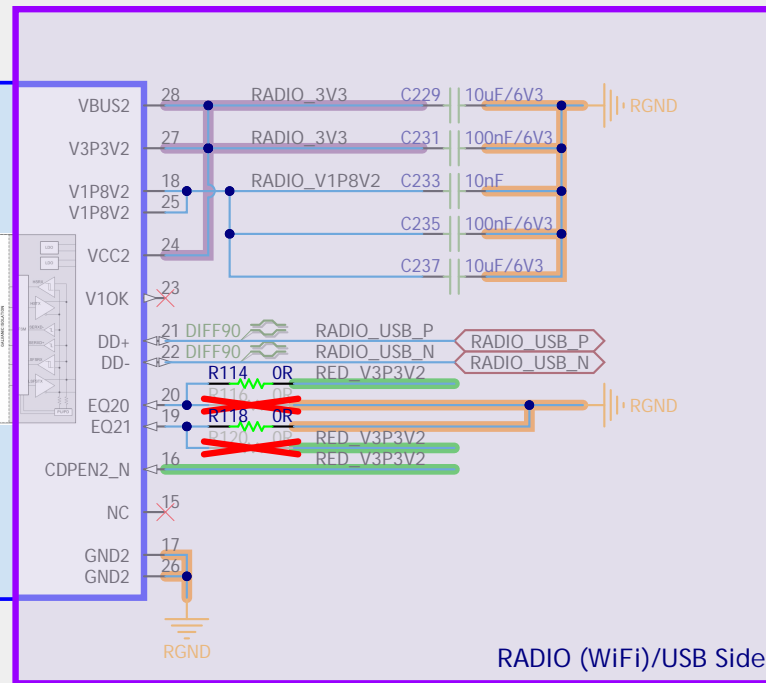 28 RADIO_3V3 C229 10uF/6V3
VBUS2 RGND
27 RADIO_3V3 C231 100nF/6V3
V3P3V2
18 RADIO_V1P8V2 C233 10nF
V1P8V2
25
V1P8V2
C235 100nF/6V3
24
VCC2
C237 10uF/6V3
23
V1OK
21 DIFF90 RADIO_USB_P
DD+ RADIO_USB_P
22 DIFF90 RADIO_USB_N
DD- RADIO_USB_N
R114 0R RED_V3P3V2
20 R116 0R
EQ20 RGND
19 R118 0R
EQ21
R120 0R RED_V3P3V2
16 RED_V3P3V2
CDPEN2_N
15
NC
17
GND2
26
GND2
RGND
RADIO (WiFi)/USB Side